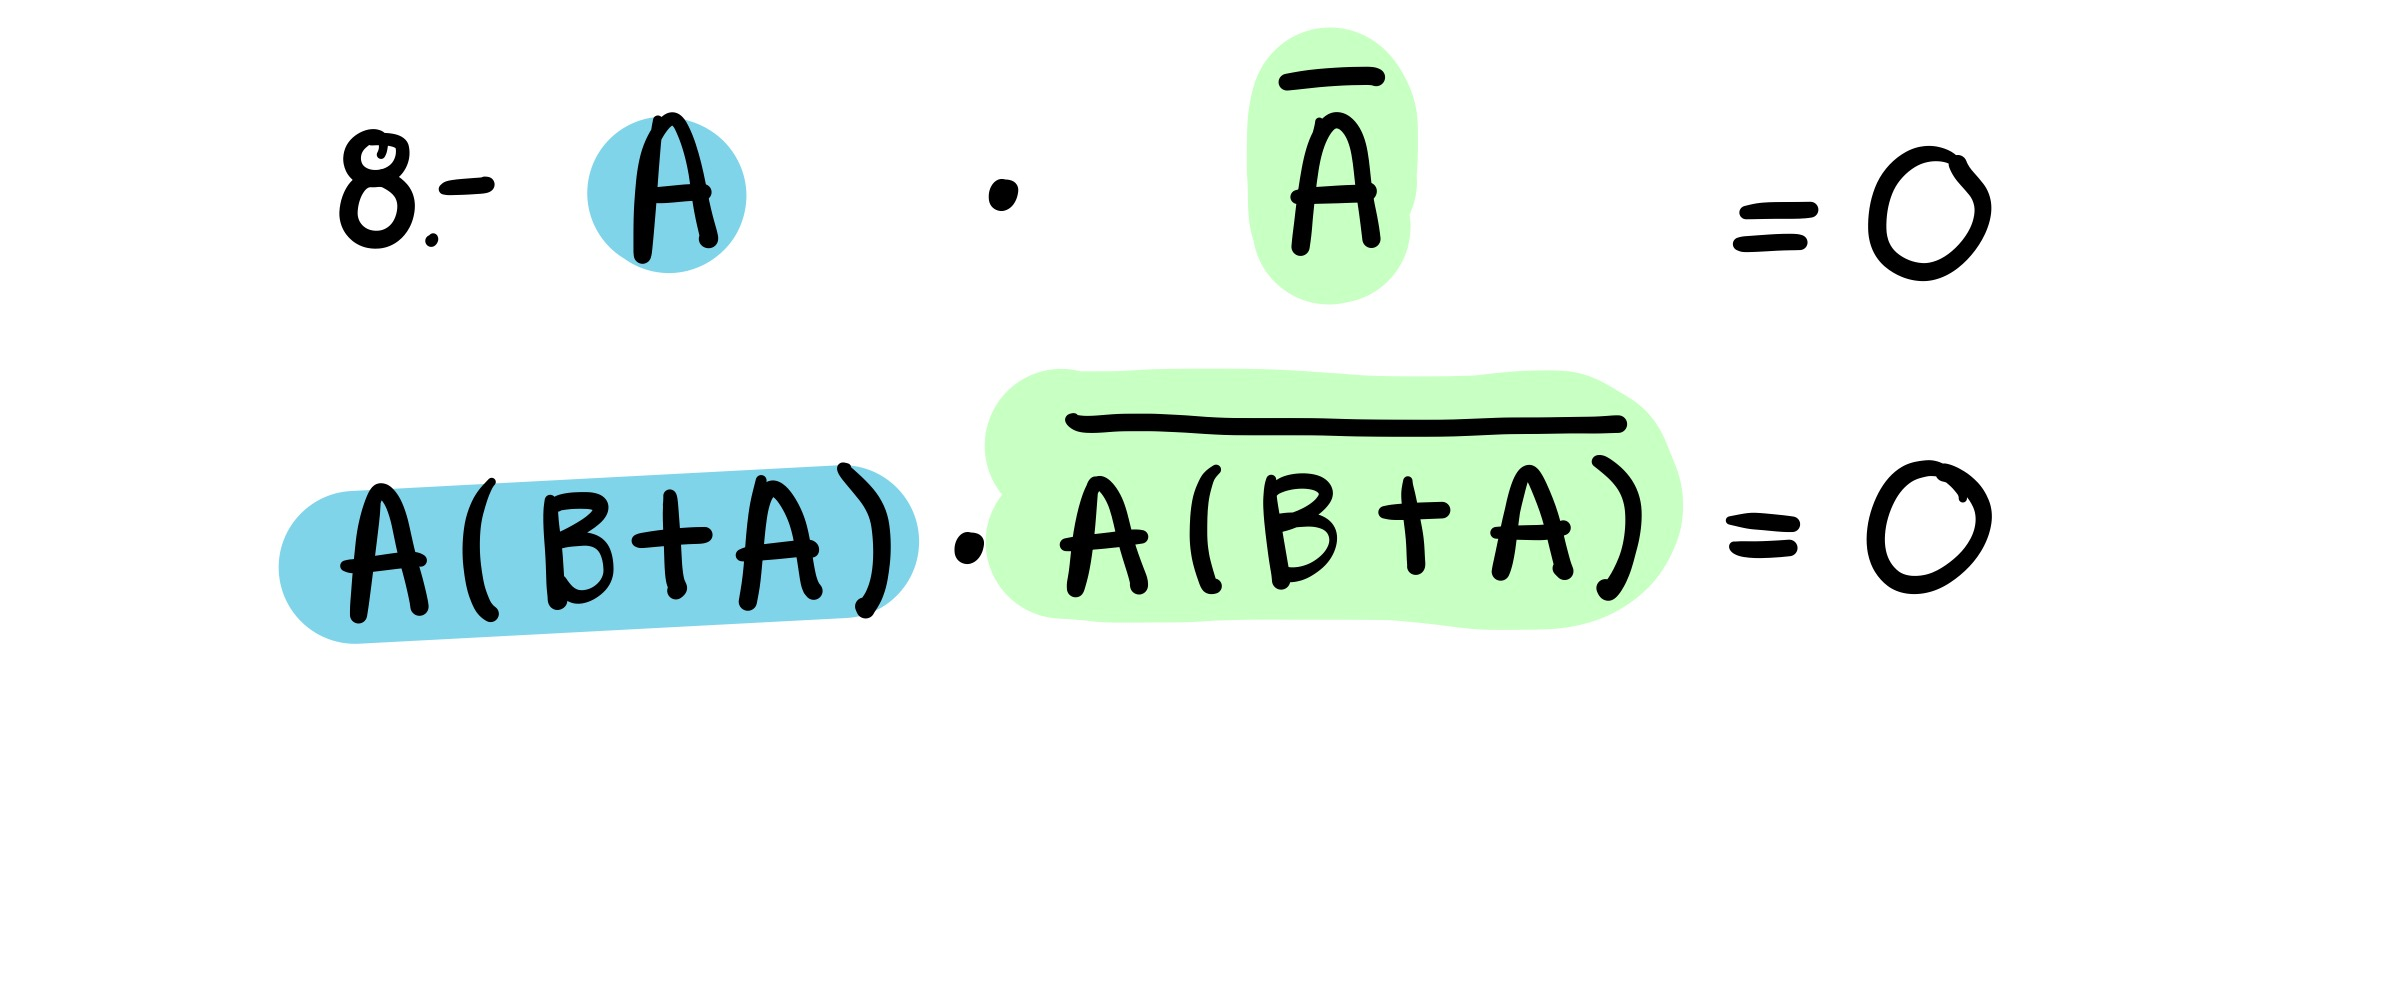 8.- A · A̅ = 0
A(B+A) · A̅(̅B̅+̅A̅)̅ = 0